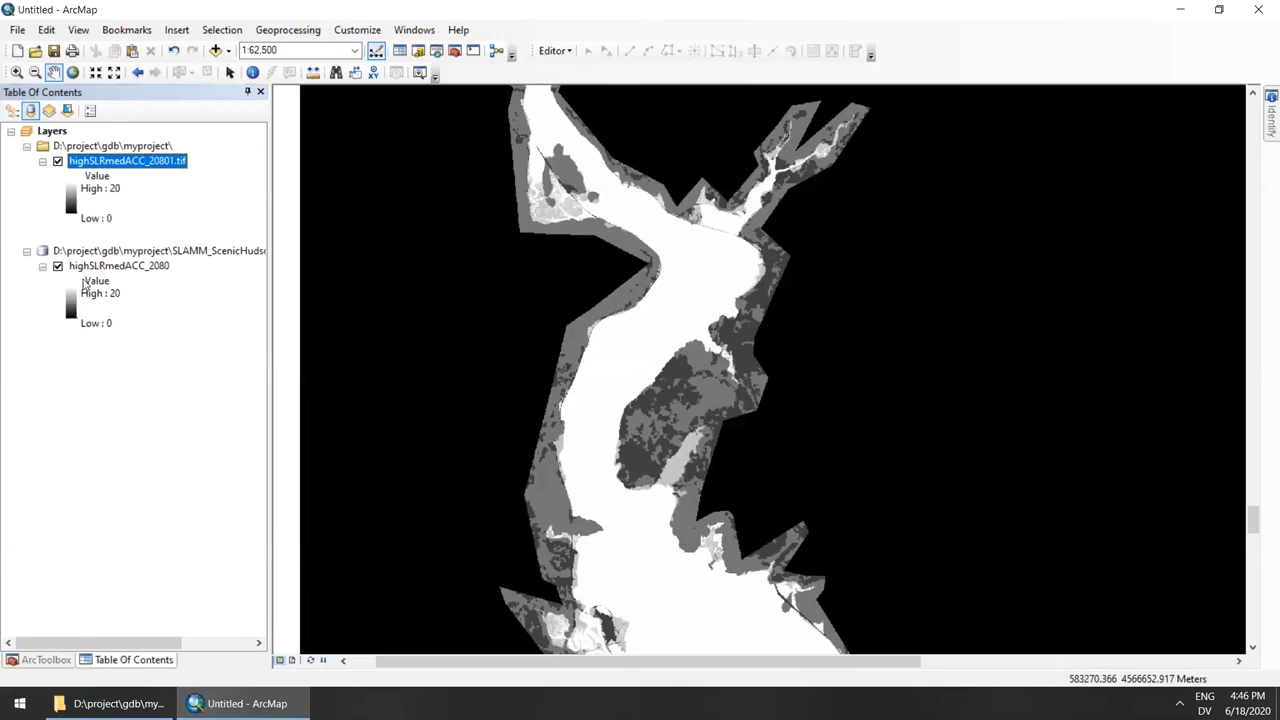 Untitled - ArcMap
File Edit View Bookmarks Insert Selection Geoprocessing Customize Windows Help
1:62,500
Editor
Table Of Contents
Layers
D:\project\gdb\myproject\
highSLRmedACC_20801.tif
Value
High : 20
Low : 0
D:\project\gdb\myproject\SLAMM_ScenicHuds
highSLRmedACC_2080
Value
High : 20
Low : 0
Identify
ArcToolbox Table Of Contents
583270.366 4566652.917 Meters
D:\project\gdb\my... Untitled - ArcMap
ENG 4:46 PM
DV 6/18/2020